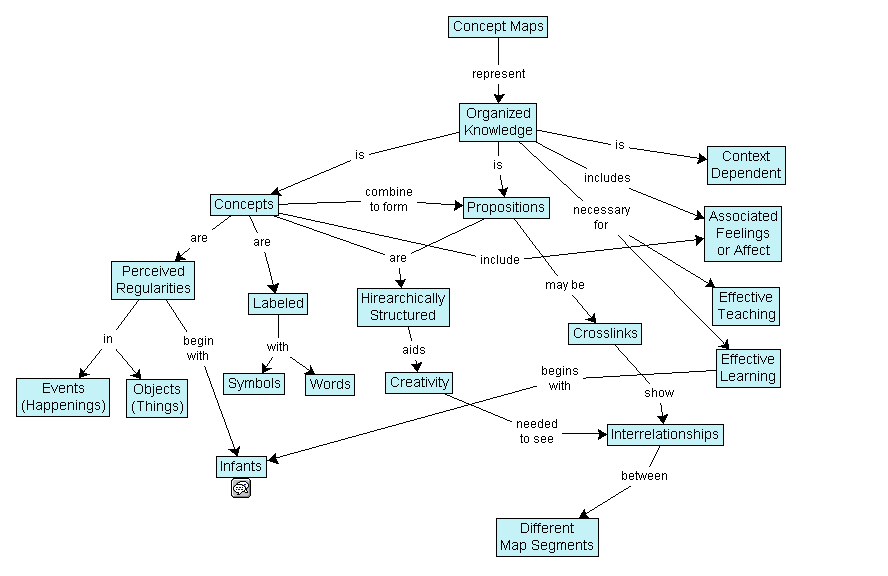 Concept Maps
represent
Organized
Knowledge
is
is
is
Context
Dependent
includes
Concepts
combine
to form
Propositions
necessary
for
Associated
Feelings
or Affect
are
are
are
include
Perceived
Regularities
Labeled
Hirearchically
Structured
may be
Effective
Teaching
Crosslinks
in
begin
with
with
aids
Effective
Learning
Events
(Happenings)
Objects
(Things)
Symbols
Words
Creativity
begins
with
show
needed
to see
Interrelationships
Infants
between
Different
Map Segments